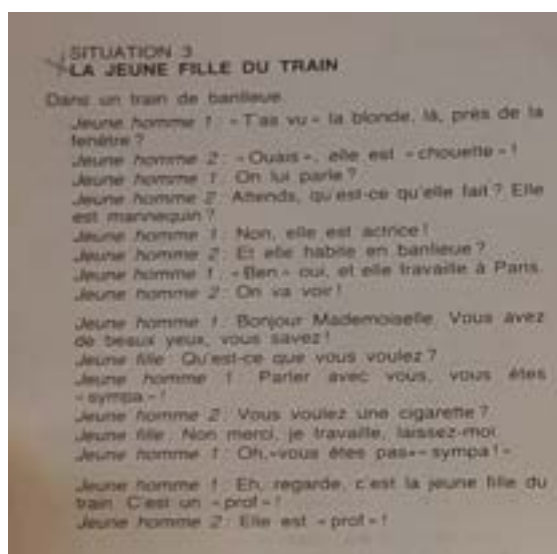 SITUATION 3
LA JEUNE FILLE DU TRAIN
Dans un train de banlieue.
Jeune homme 1 : « T'as vu » la blonde, là, près de la
fenêtre ?
Jeune homme 2 : « Ouais », elle est « chouette » !
Jeune homme 1 : On lui parle ?
Jeune homme 2 : Attends, qu'est-ce qu'elle fait ? Elle
est mannequin ?
Jeune homme 1 : Non, elle est actrice !
Jeune homme 2 : Et elle habite en banlieue ?
Jeune homme 1 : « Ben » oui, et elle travaille à Paris.
Jeune homme 2 : On va voir !
Jeune homme 1 : Bonjour Mademoiselle. Vous avez
de beaux yeux, vous savez !
Jeune fille : Qu'est-ce que vous voulez ?
Jeune homme 1 : Parler avec vous, vous êtes
« sympa » !
Jeune homme 2 : Vous voulez une cigarette ?
Jeune fille : Non merci, je travaille, laissez-moi.
Jeune homme 1 : Oh, « vous êtes pas » « sympa ! »
Jeune homme 1 : Eh, regarde, c'est la jeune fille du
train. C'est un « prof » !
Jeune homme 2 : Elle est « prof » !